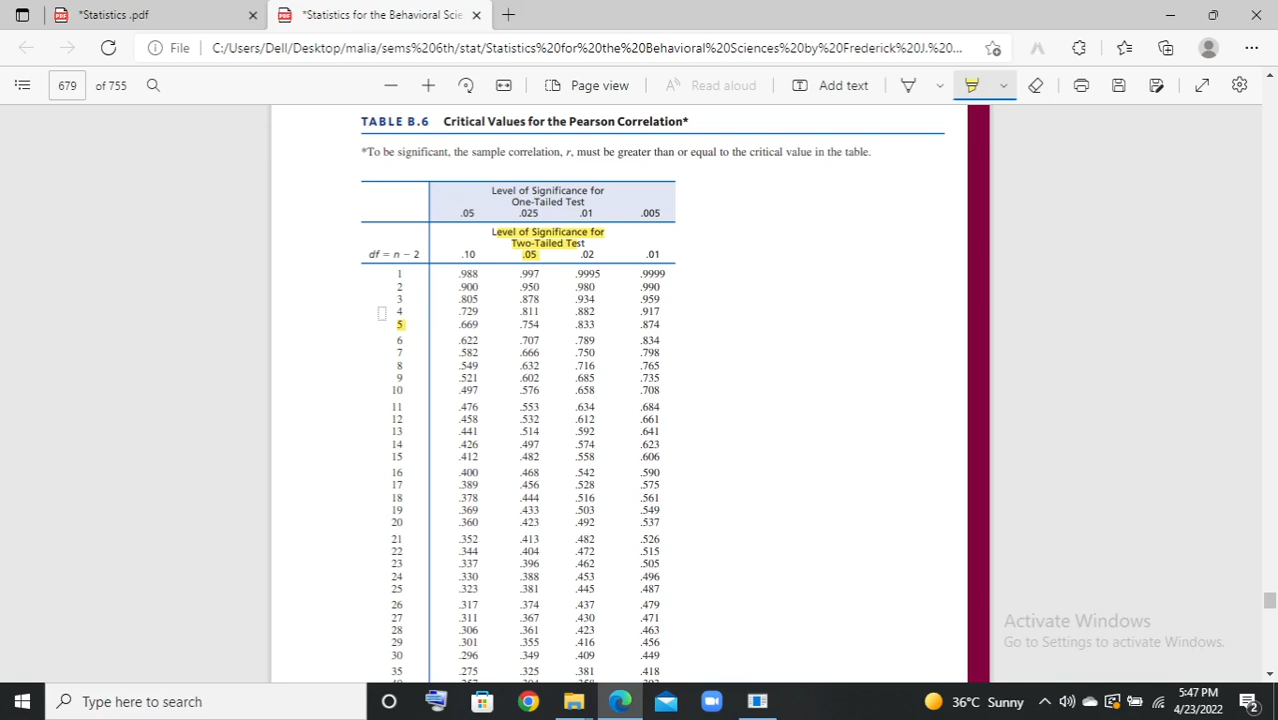 *Statistics .pdf
*Statistics for the Behavioral Scie
File
C:/Users/Dell/Desktop/malia/sems%206th/stat/Statistics%20for%20the%20Behavioral%20Sciences%20by%20Frederick%20J.%20...
679 of 755
Page view
Read aloud
Add text
TABLE B.6 Critical Values for the Pearson Correlation*
*To be significant, the sample correlation, r, must be greater than or equal to the critical value in the table.
Level of Significance for
One-Tailed Test
.05 .025 .01 .005
Level of Significance for
Two-Tailed Test
df = n − 2 .10 .05 .02 .01
1 .988 .997 .9995 .9999
2 .900 .950 .980 .990
3 .805 .878 .934 .959
4 .729 .811 .882 .917
5 .669 .754 .833 .874
6 .622 .707 .789 .834
7 .582 .666 .750 .798
8 .549 .632 .716 .765
9 .521 .602 .685 .735
10 .497 .576 .658 .708
11 .476 .553 .634 .684
12 .458 .532 .612 .661
13 .441 .514 .592 .641
14 .426 .497 .574 .623
15 .412 .482 .558 .606
16 .400 .468 .542 .590
17 .389 .456 .528 .575
18 .378 .444 .516 .561
19 .369 .433 .503 .549
20 .360 .423 .492 .537
21 .352 .413 .482 .526
22 .344 .404 .472 .515
23 .337 .396 .462 .505
24 .330 .388 .453 .496
25 .323 .381 .445 .487
26 .317 .374 .437 .479
27 .311 .367 .430 .471
28 .306 .361 .423 .463
29 .301 .355 .416 .456
30 .296 .349 .409 .449
35 .275 .325 .381 .418
Activate Windows
Go to Settings to activate Windows.
Type here to search
36°C Sunny
5:47 PM
4/23/2022
2